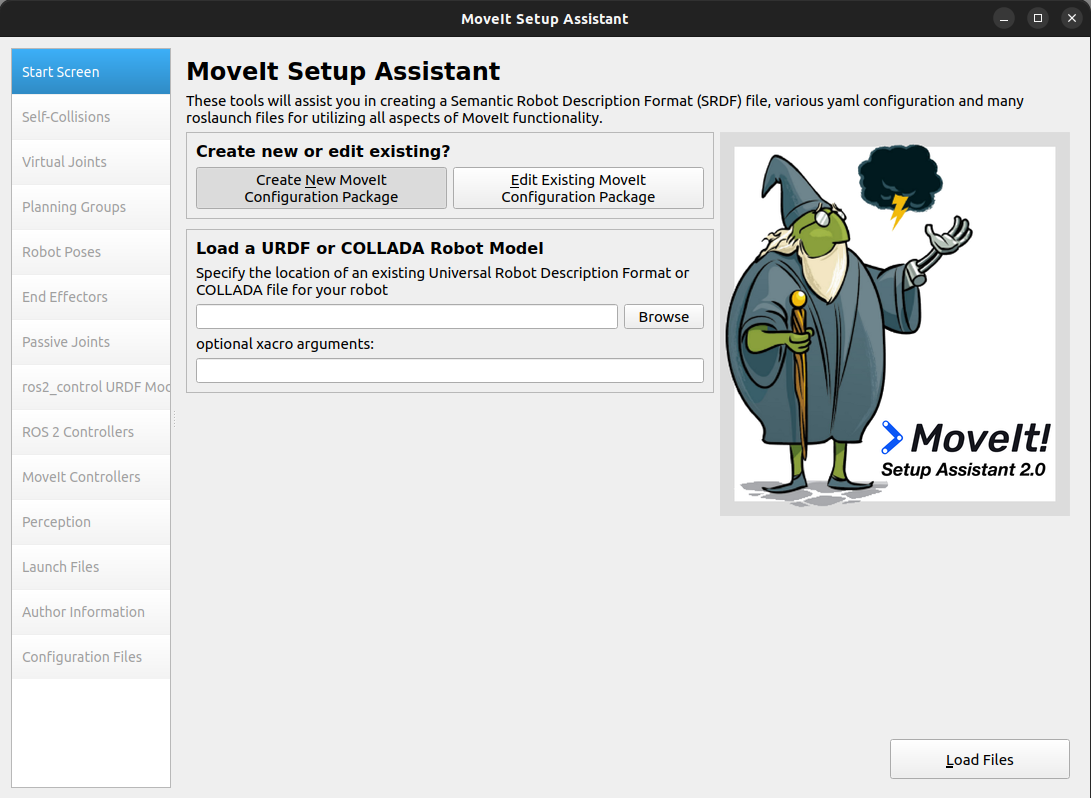 MoveIt Setup Assistant
Start Screen
Self-Collisions
Virtual Joints
Planning Groups
Robot Poses
End Effectors
Passive Joints
ros2_control URDF Moc
ROS 2 Controllers
MoveIt Controllers
Perception
Launch Files
Author Information
Configuration Files
MoveIt Setup Assistant
These tools will assist you in creating a Semantic Robot Description Format (SRDF) file, various yaml configuration and many
roslaunch files for utilizing all aspects of MoveIt functionality.
Create new or edit existing?
Create New MoveIt
Configuration Package
Edit Existing MoveIt
Configuration Package
Load a URDF or COLLADA Robot Model
Specify the location of an existing Universal Robot Description Format or
COLLADA file for your robot
Browse
optional xacro arguments:
MoveIt!
Setup Assistant 2.0
Load Files